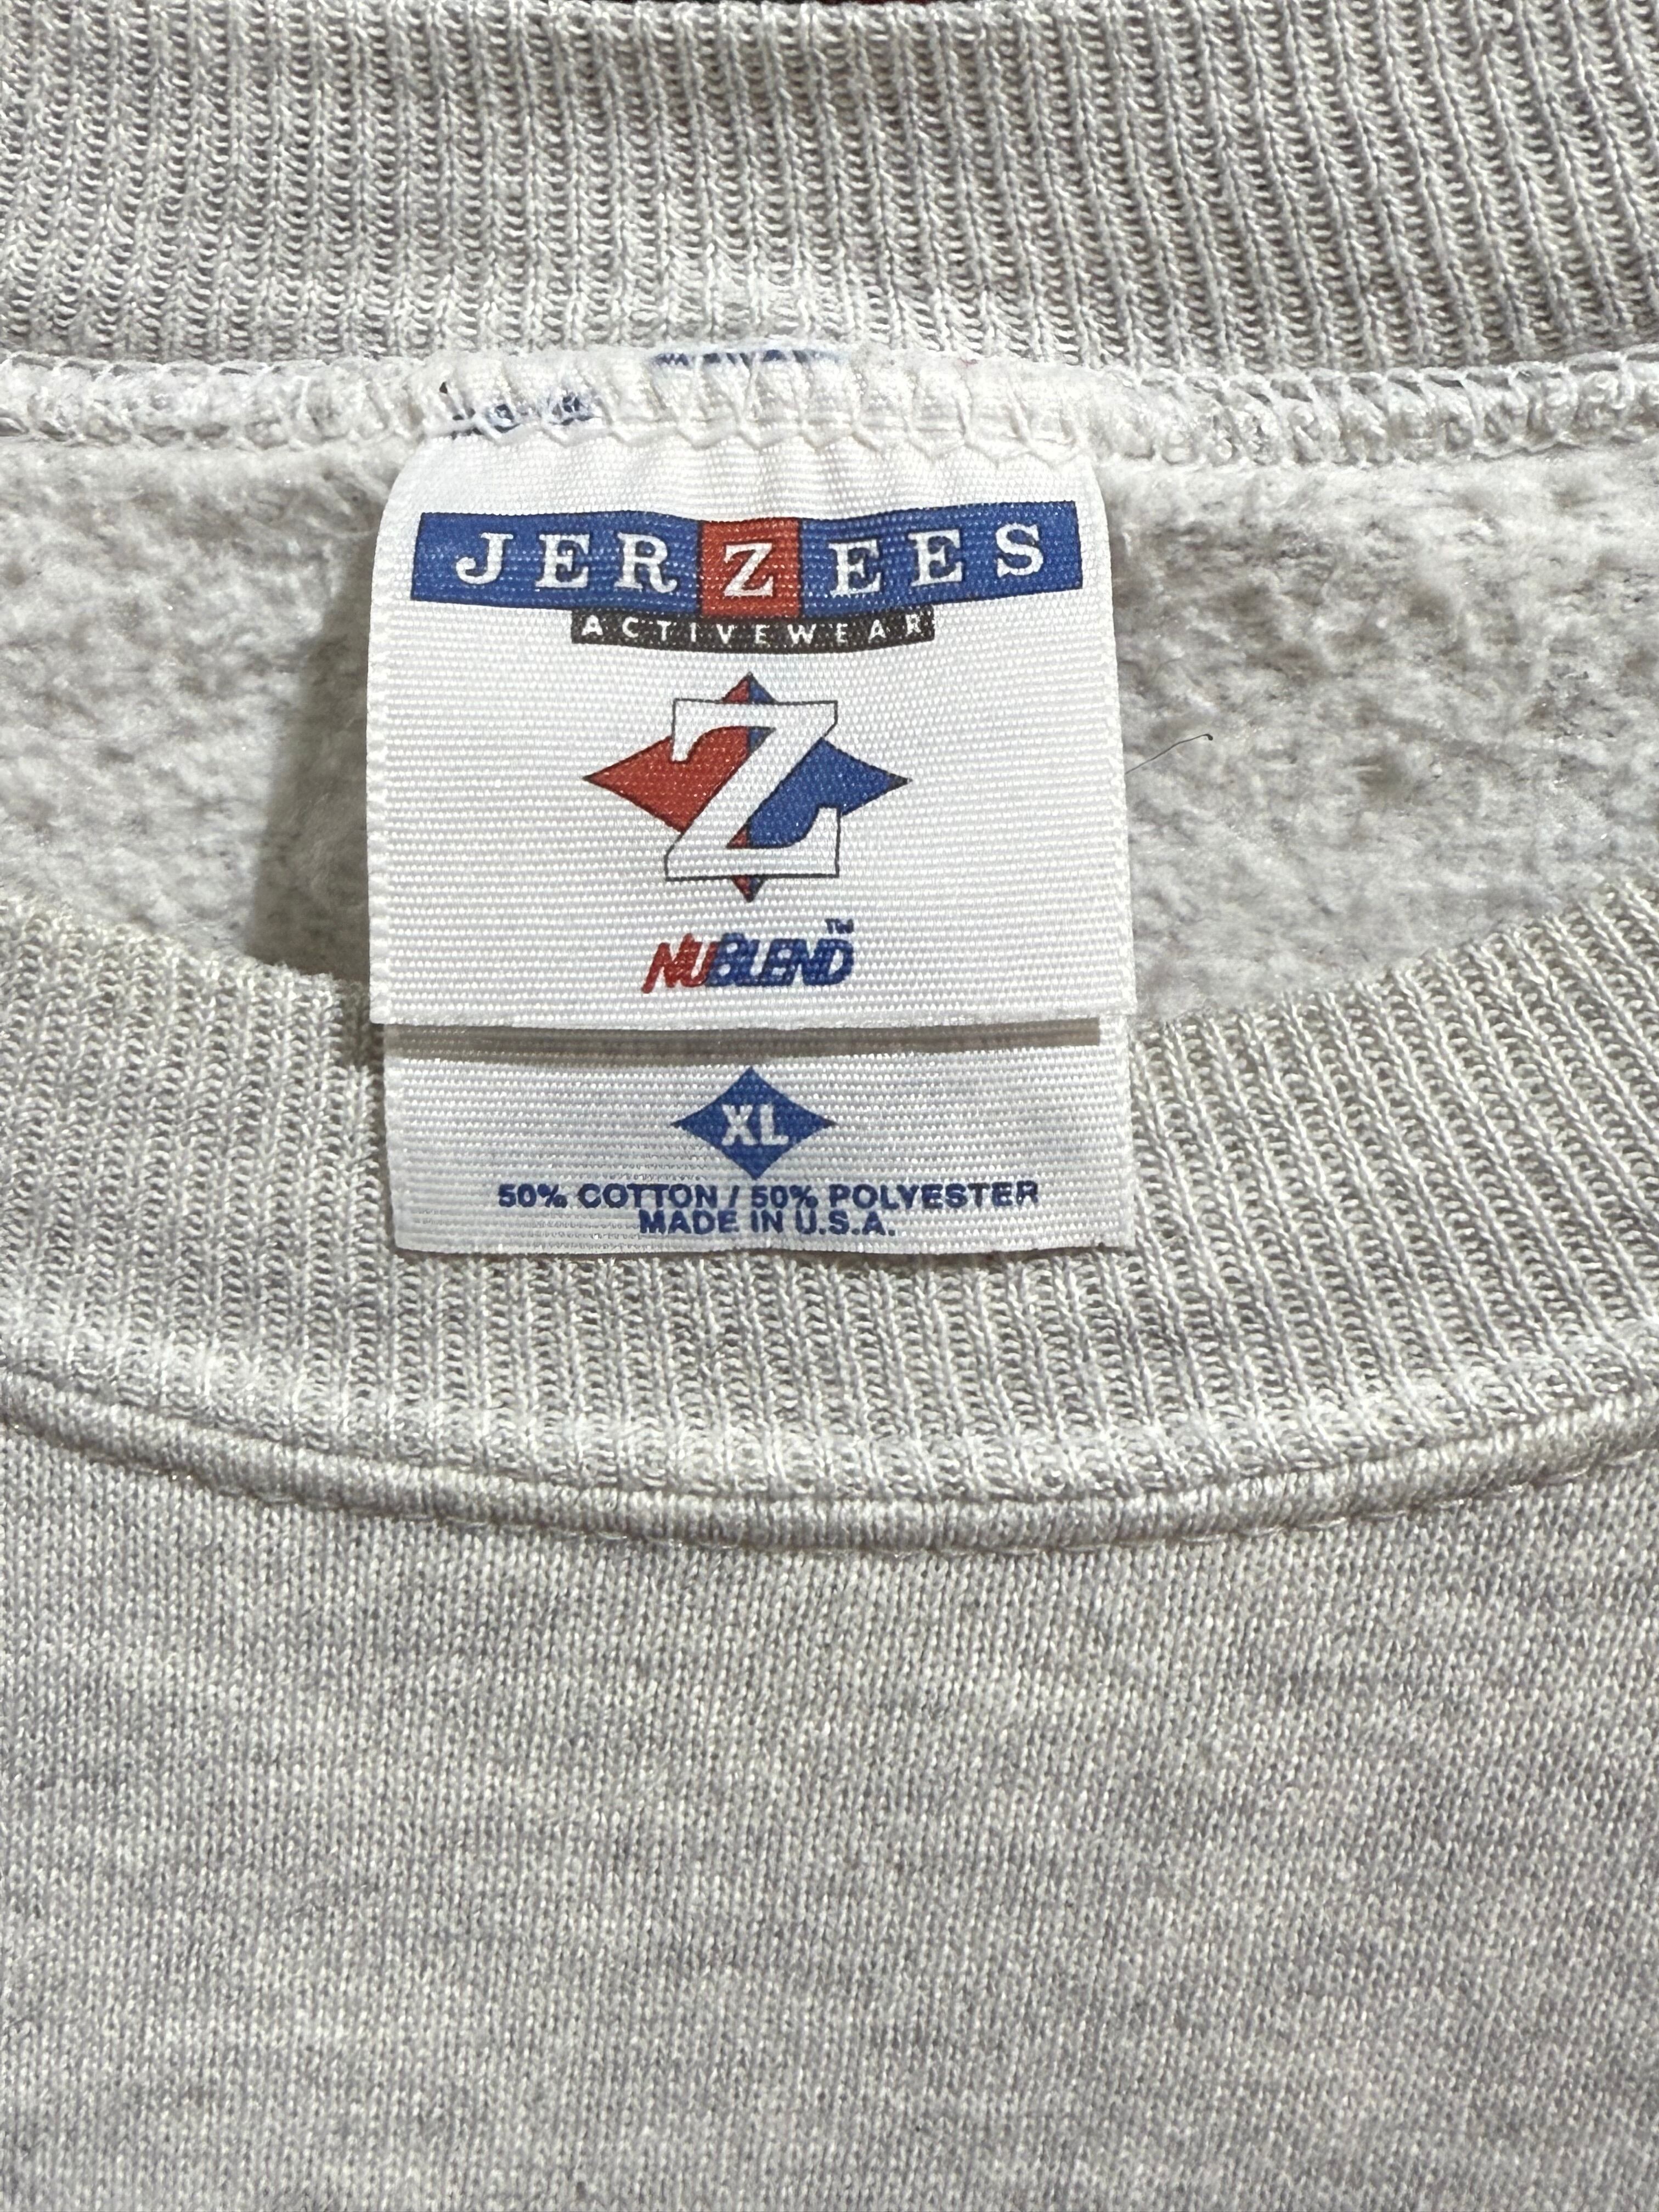 JERZEES
ACTIVEWEAR
Z
NUBLEND™
XL
50% COTTON / 50% POLYESTER
MADE IN U.S.A.